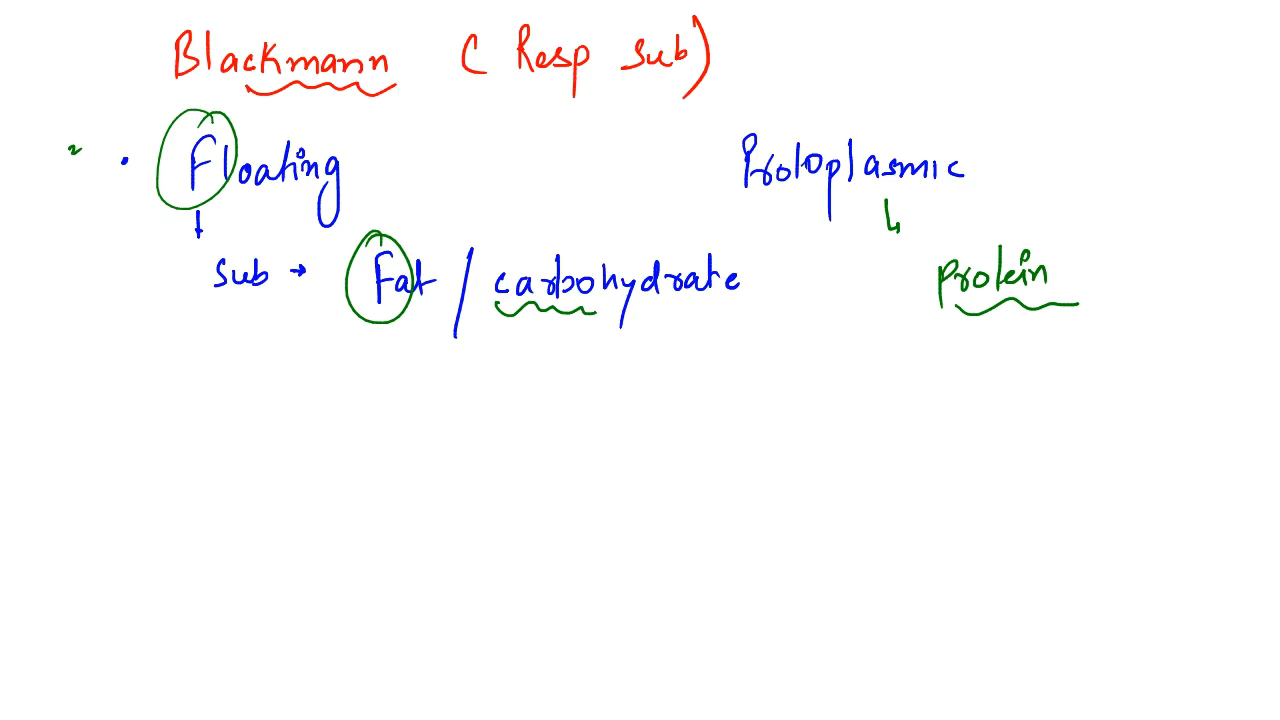 Blackmann ( Resp Sub)
Floating Protoplasmic
Sub → Fat / carbohydrate protein